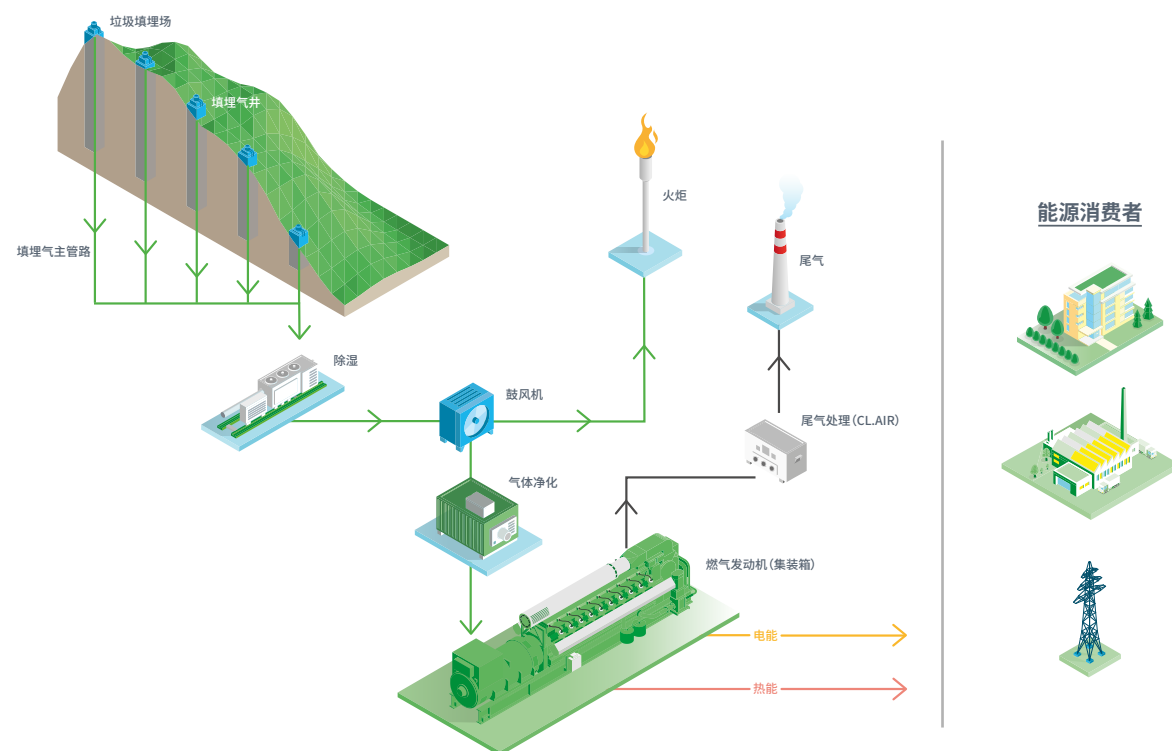 垃圾填埋场
填埋气井
火炬
能源消费者
填埋气主管路
尾气
除湿
鼓风机
尾气处理（CL.AIR）
气体净化
燃气发动机（集装箱）
电能
热能